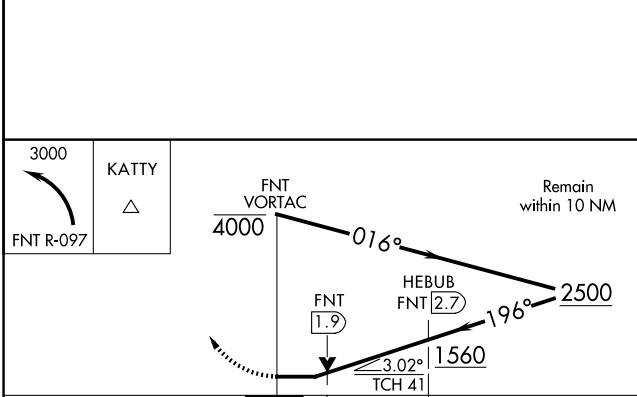 3000
FNT R-097
KATTY
FNT
VORTAC
4000
016°
Remain
within 10 NM
2500
196°
HEBUB
FNT 2.7
1560
FNT
1.9
3.02°
TCH 41